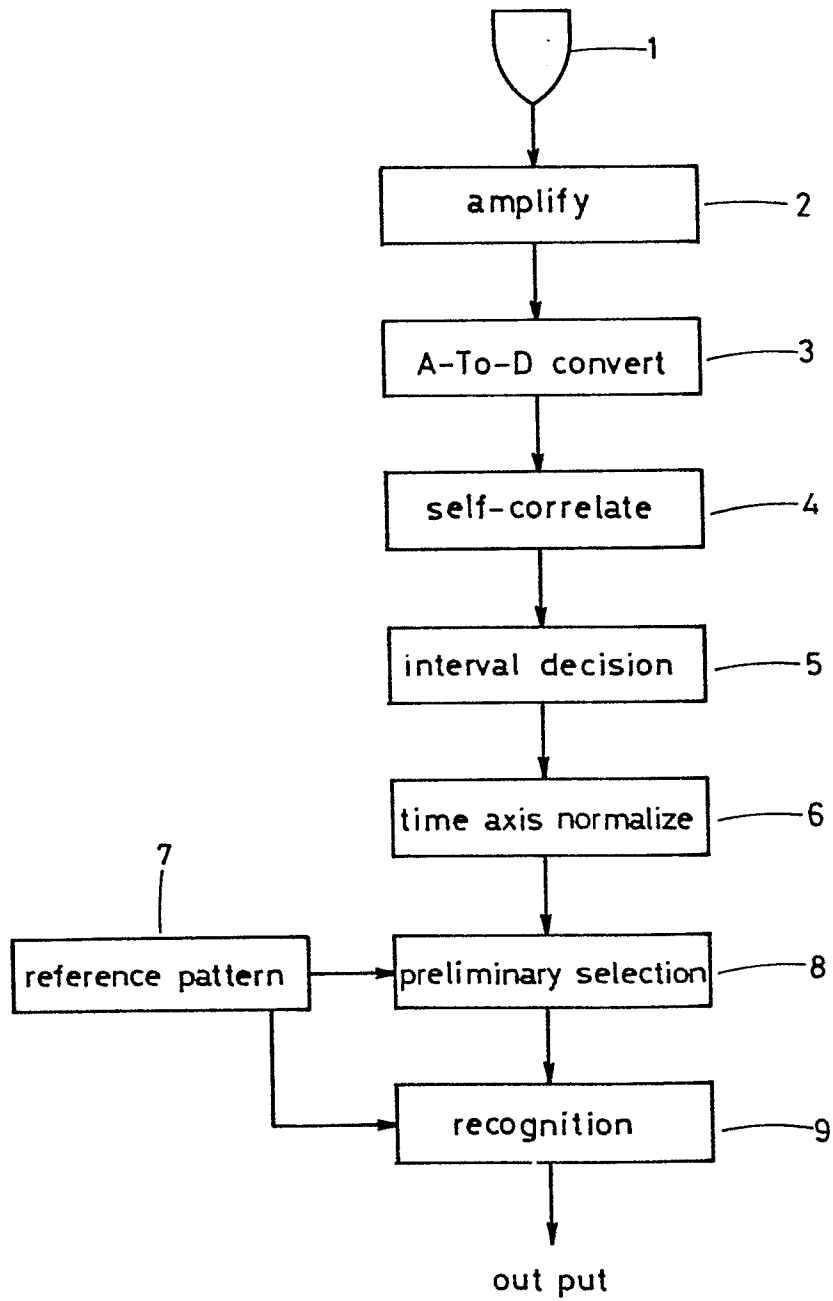 1
amplify
2
A-To-D convert
3
self-correlate
4
interval decision
5
time axis normalize
6
7
reference pattern
preliminary selection
8
recognition
9
out put